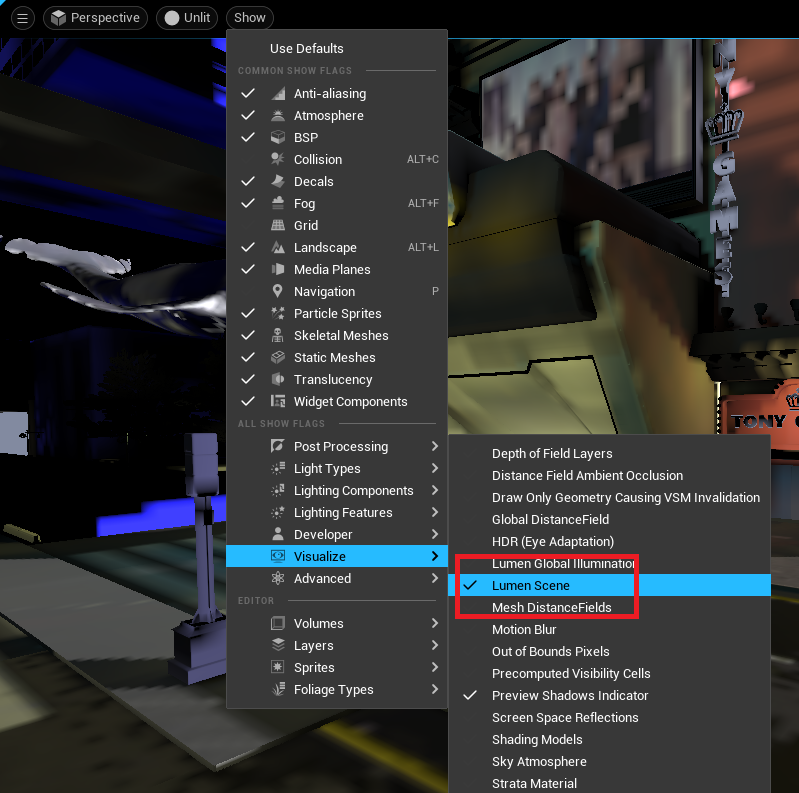 Perspective
Unlit
Show
Use Defaults
COMMON SHOW FLAGS
Anti-aliasing
Atmosphere
BSP
Collision ALT+C
Decals
Fog ALT+F
Grid
Landscape ALT+L
Media Planes
Navigation P
Particle Sprites
Skeletal Meshes
Static Meshes
Translucency
Widget Components
ALL SHOW FLAGS
Post Processing
Light Types
Lighting Components
Lighting Features
Developer
Visualize
Advanced
EDITOR
Volumes
Layers
Sprites
Foliage Types
Depth of Field Layers
Distance Field Ambient Occlusion
Draw Only Geometry Causing VSM Invalidation
Global DistanceField
HDR (Eye Adaptation)
Lumen Global Illumination
Lumen Scene
Mesh DistanceFields
Motion Blur
Out of Bounds Pixels
Precomputed Visibility Cells
Preview Shadows Indicator
Screen Space Reflections
Shading Models
Sky Atmosphere
Strata Material
GAMES
TONY